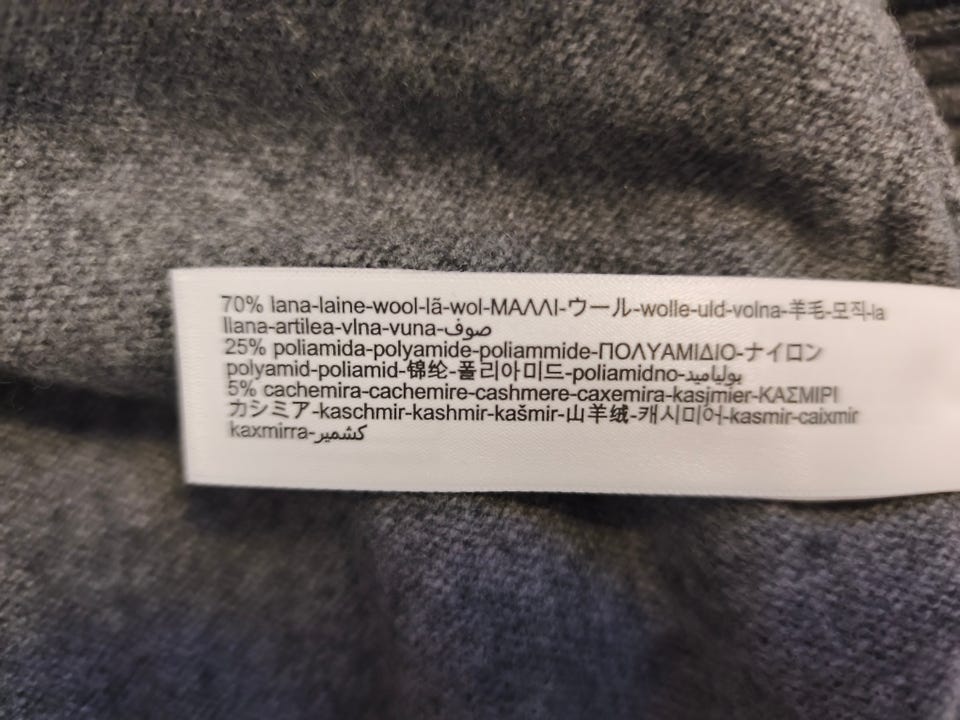 70% lana-laine-wool-lã-wol-ΜΑΛΛΙ-ウール-wolle-uld-volna-羊毛-모직-la
llana-artilea-vlna-vuna-صوف
25% poliamida-polyamide-poliammide-ΠΟΛΥΑΜΙΔΙΟ-ナイロン
polyamid-poliamid-锦纶-폴리아미드-poliamidno-بولياميد
5% cachemira-cachemire-cashmere-caxemira-kasjmier-ΚΑΣΜΙΡΙ
カシミア-kaschmir-kashmir-kašmir-山羊绒-캐시미어-kasmir-caixmir
kaxmirra-كشمير